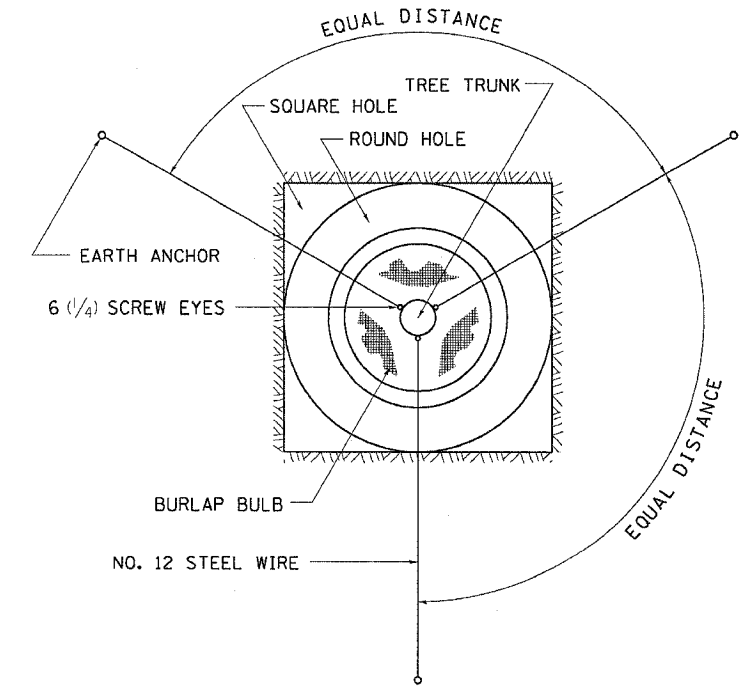 EQUAL DISTANCE
TREE TRUNK
SQUARE HOLE
ROUND HOLE
EARTH ANCHOR
6 (1/4) SCREW EYES
BURLAP BULB
NO. 12 STEEL WIRE
EQUAL DISTANCE